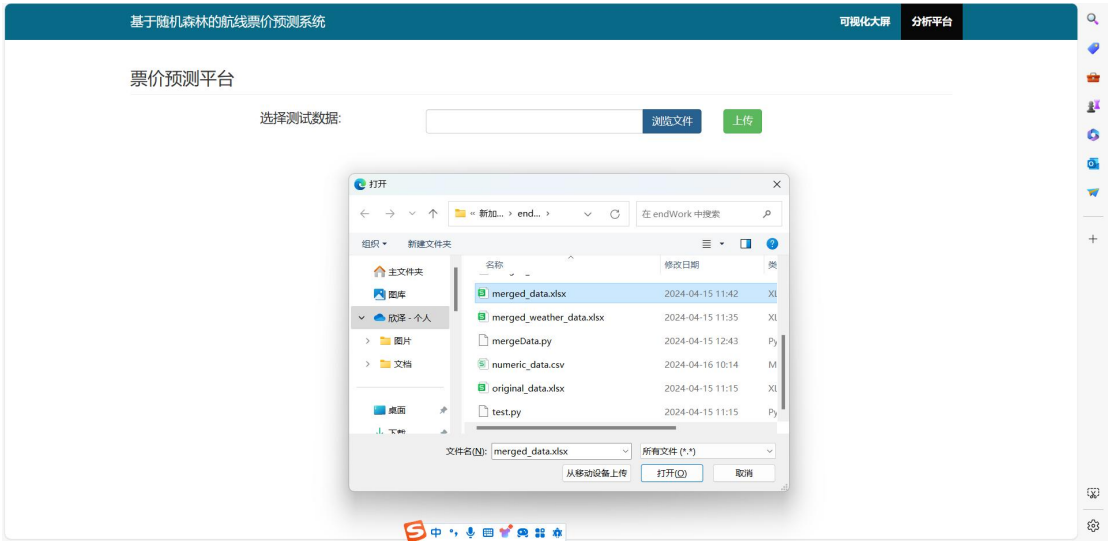 基于随机森林的航线票价预测系统 可视化大屏 分析平台
票价预测平台
选择测试数据: 浏览文件 上传
打开
« 新加... › end... › 在 endWork 中搜索
组织 新建文件夹
名称 修改日期 类
主文件夹
图库
欣泽 - 个人
图片
文档
桌面
merged_data.xlsx 2024-04-15 11:42 XL
merged_weather_data.xlsx 2024-04-15 11:35 XL
mergeData.py 2024-04-15 12:43 Py
numeric_data.csv 2024-04-16 10:14 M
original_data.xlsx 2024-04-15 11:15 XL
test.py 2024-04-15 11:15 Py
文件名(N): merged_data.xlsx 所有文件 (*.*)
从移动设备上传 打开(O) 取消
中